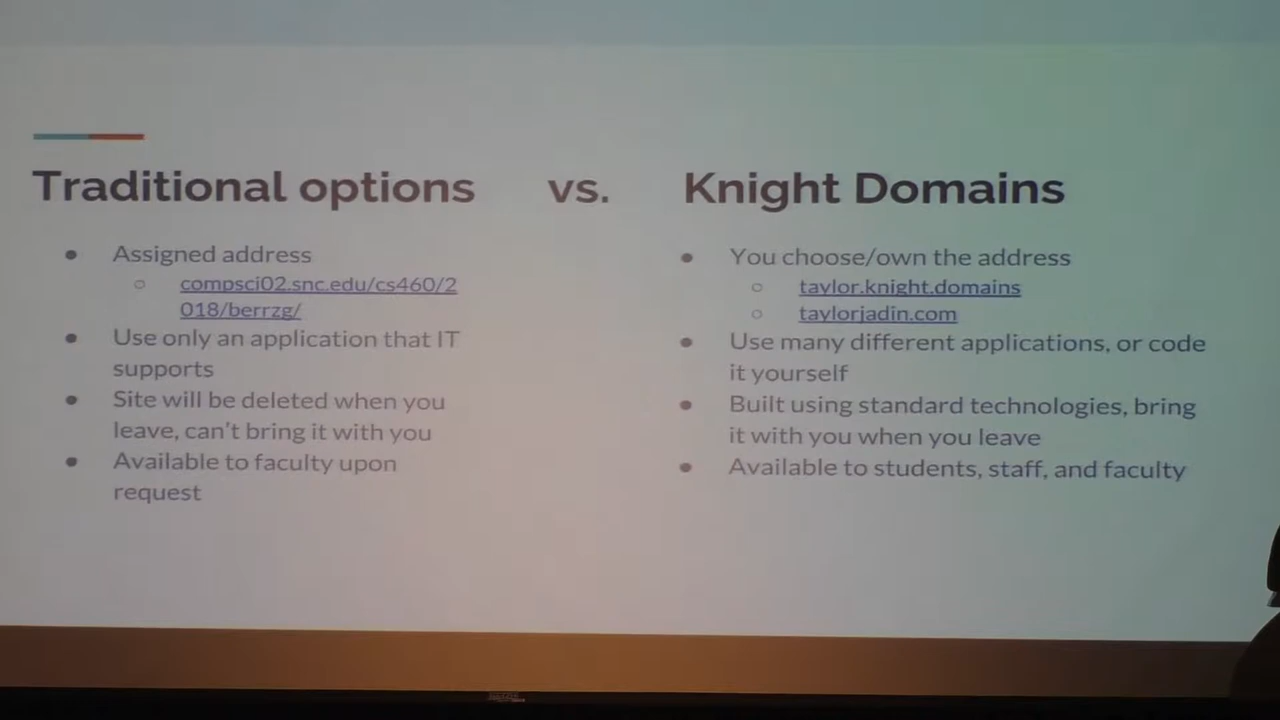 Traditional options vs. Knight Domains
● Assigned address
○ compsci02.snc.edu/cs460/2
018/berrzg/
● Use only an application that IT
supports
● Site will be deleted when you
leave, can't bring it with you
● Available to faculty upon
request
● You choose/own the address
○ taylor.knight.domains
○ taylorjadin.com
● Use many different applications, or code
it yourself
● Built using standard technologies, bring
it with you when you leave
● Available to students, staff, and faculty